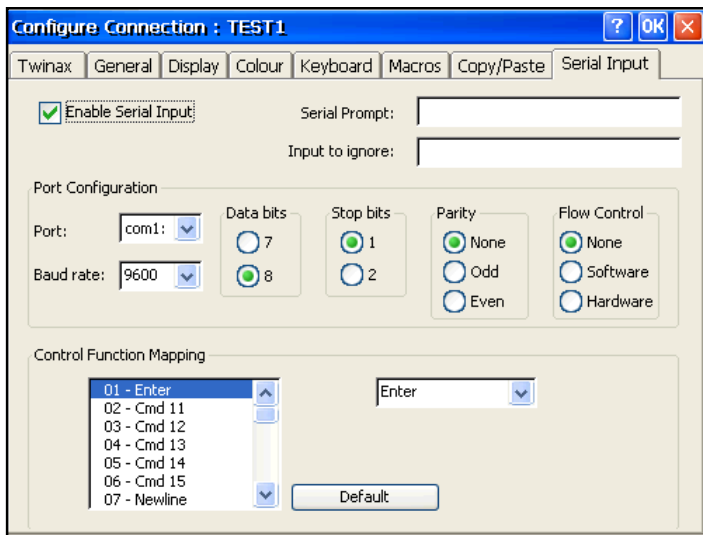 Configure Connection : TEST1 ? OK ×
Twinax General Display Colour Keyboard Macros Copy/Paste Serial Input
Enable Serial Input Serial Prompt:
Input to ignore:
Port Configuration
Port: com1:
Baud rate: 9600
Data bits
7
8
Stop bits
1
2
Parity
None
Odd
Even
Flow Control
None
Software
Hardware
Control Function Mapping
01 - Enter
02 - Cmd 11
03 - Cmd 12
04 - Cmd 13
05 - Cmd 14
06 - Cmd 15
07 - Newline
Enter
Default